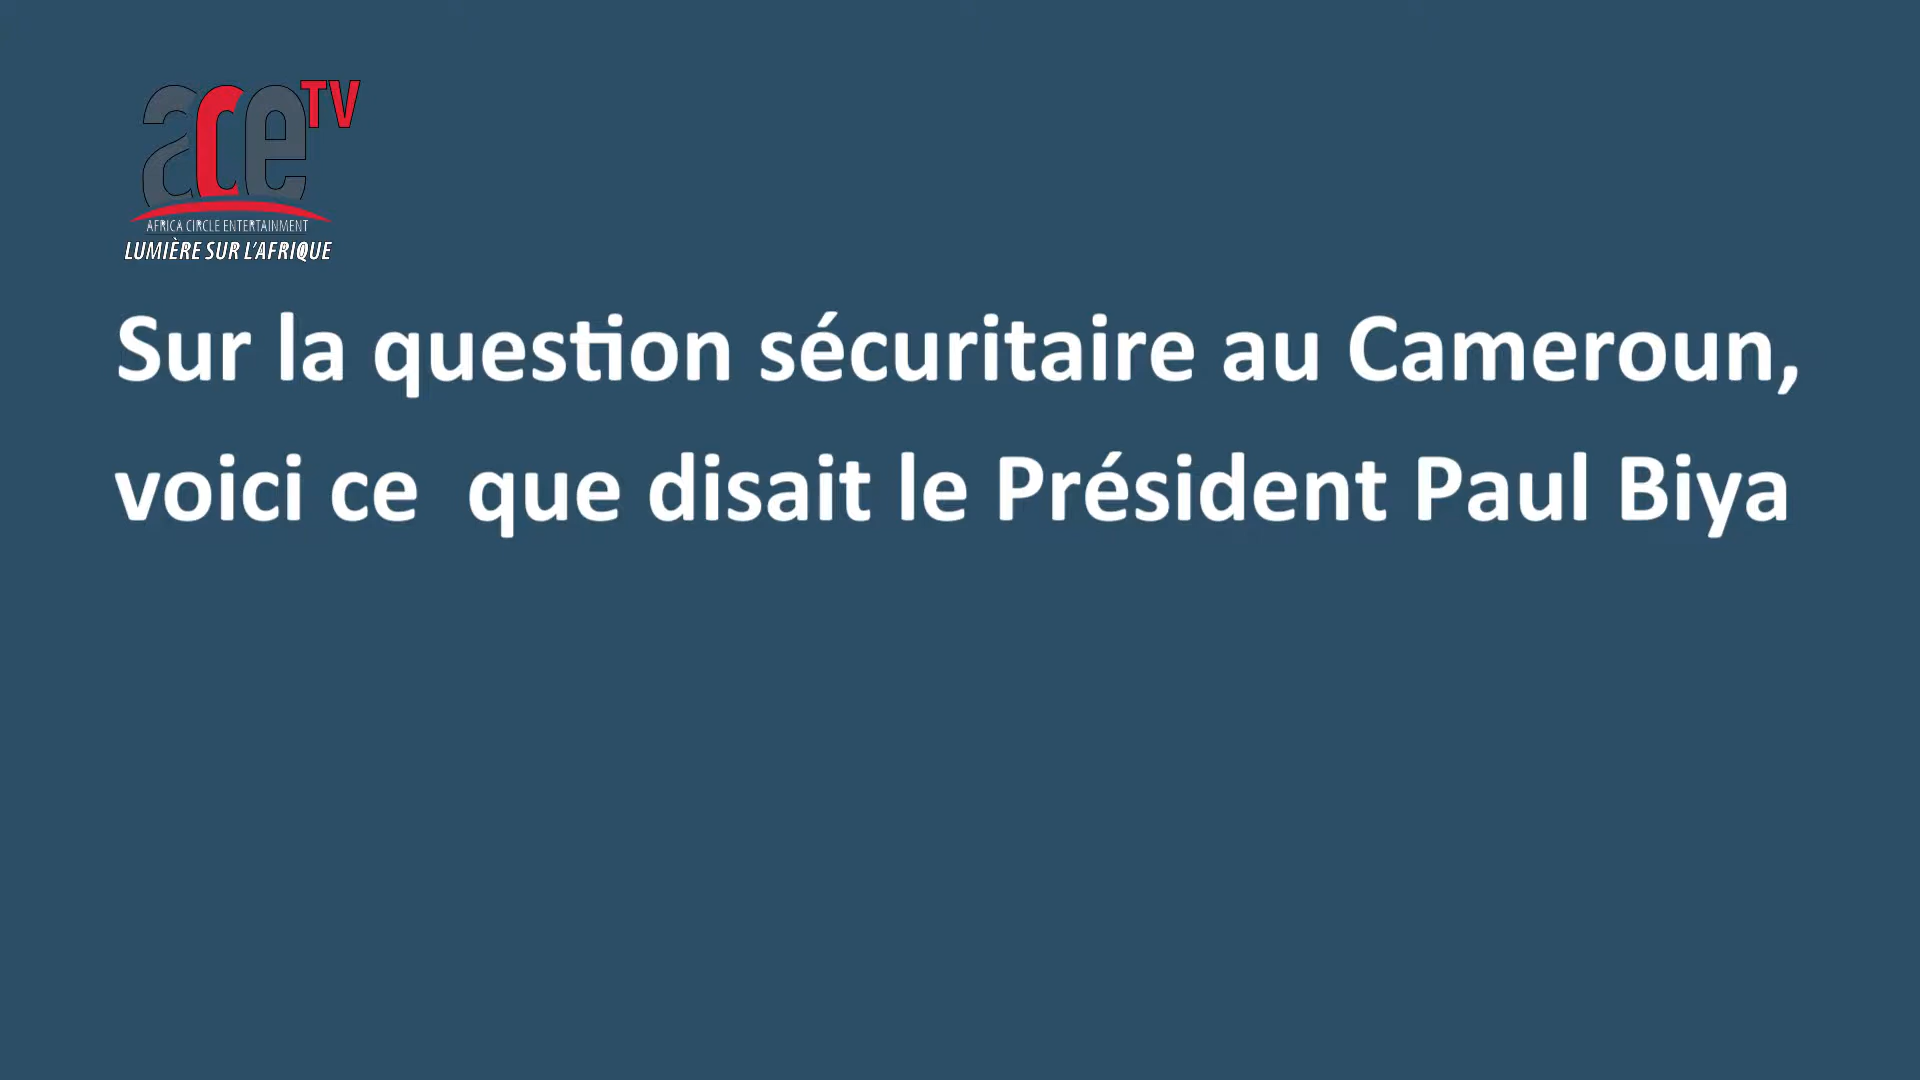 ace TV
AFRICA CIRCLE ENTERTAINMENT
LUMIÈRE SUR L'AFRIQUE
Sur la question sécuritaire au Cameroun,
voici ce  que disait le Président Paul Biya